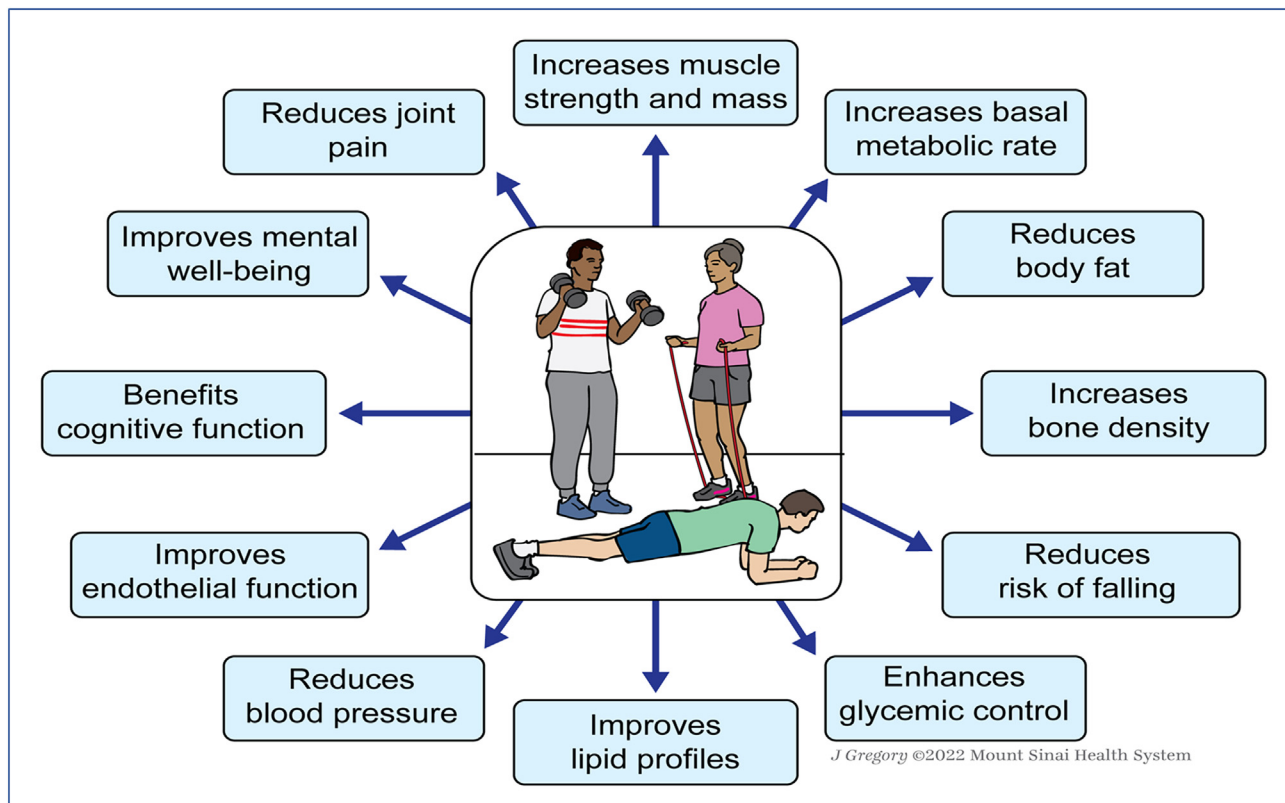 Increases muscle
strength and mass
Increases basal
metabolic rate
Reduces
body fat
Increases
bone density
Reduces
risk of falling
Enhances
glycemic control
Improves
lipid profiles
Reduces
blood pressure
Improves
endothelial function
Benefits
cognitive function
Improves mental
well-being
Reduces joint
pain
J Gregory ©2022 Mount Sinai Health System